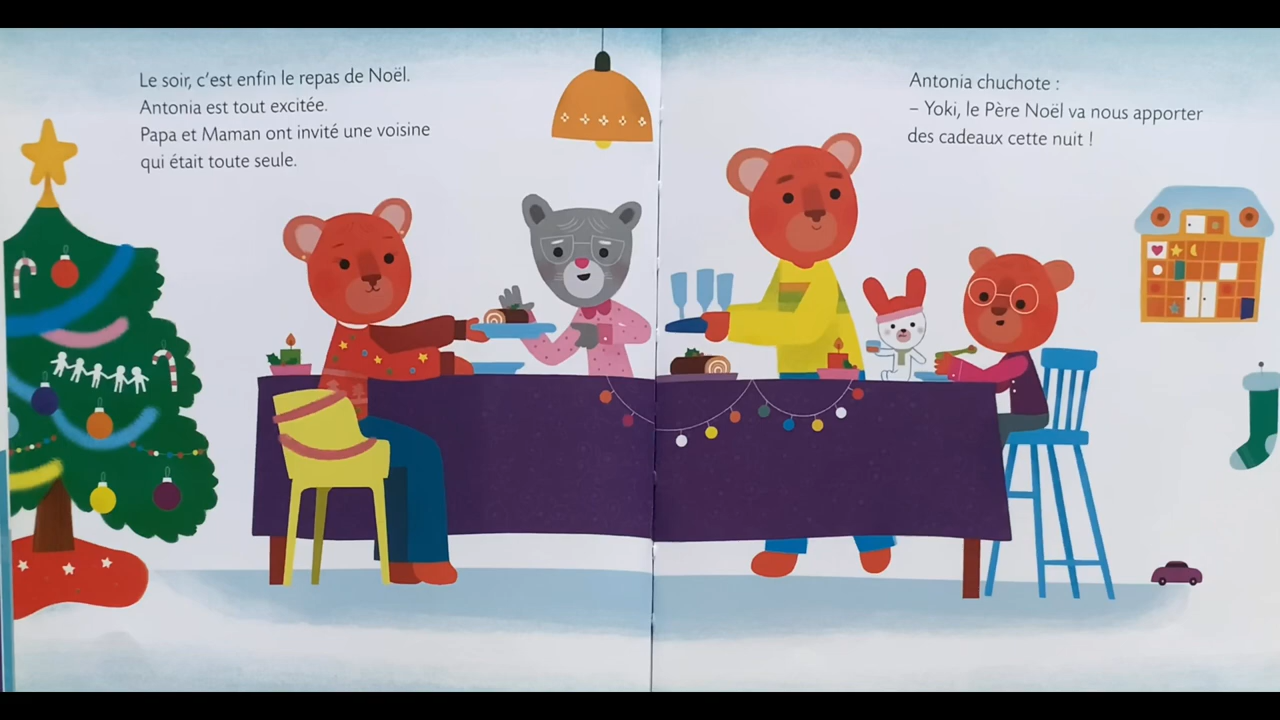 Le soir, c'est enfin le repas de Noël.
Antonia est tout excitée.
Papa et Maman ont invité une voisine
qui était toute seule.
Antonia chuchote :
– Yoki, le Père Noël va nous apporter
des cadeaux cette nuit !